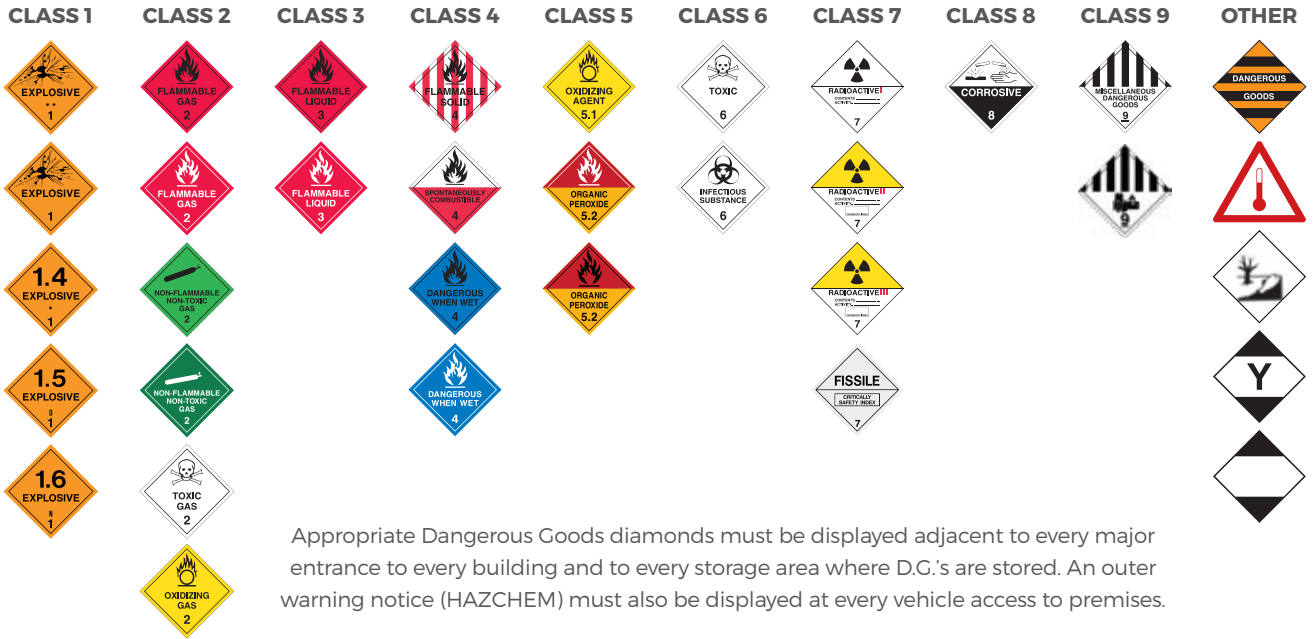 CLASS 1
EXPLOSIVE
* *
1
EXPLOSIVE
1
1.4
EXPLOSIVE
*
1
1.5
EXPLOSIVE
D
1
1.6
EXPLOSIVE
N
1
CLASS 2
FLAMMABLE
GAS
2
FLAMMABLE
GAS
2
NON-FLAMMABLE
NON-TOXIC
GAS
2
NON-FLAMMABLE
NON-TOXIC
GAS
2
TOXIC
GAS
2
OXIDIZING
GAS
2
CLASS 3
FLAMMABLE
LIQUID
3
FLAMMABLE
LIQUID
3
CLASS 4
FLAMMABLE
SOLID
4
SPONTANEOUSLY
COMBUSTIBLE
4
DANGEROUS
WHEN WET
4
DANGEROUS
WHEN WET
4
CLASS 5
OXIDIZING
AGENT
5.1
ORGANIC
PEROXIDE
5.2
ORGANIC
PEROXIDE
5.2
CLASS 6
TOXIC
6
INFECTIOUS
SUBSTANCE
6
CLASS 7
RADIOACTIVE I
CONTENTS
ACTIVITY
7
RADIOACTIVE II
CONTENTS
ACTIVITY
7
RADIOACTIVE III
CONTENTS
ACTIVITY
7
FISSILE
CRITICALLY
SAFETY INDEX
7
CLASS 8
CORROSIVE
8
CLASS 9
MISCELLANEOUS
DANGEROUS
GOODS
9
9
OTHER
DANGEROUS
GOODS
Y
Appropriate Dangerous Goods diamonds must be displayed adjacent to every major
entrance to every building and to every storage area where D.G.'s are stored. An outer
warning notice (HAZCHEM) must also be displayed at every vehicle access to premises.